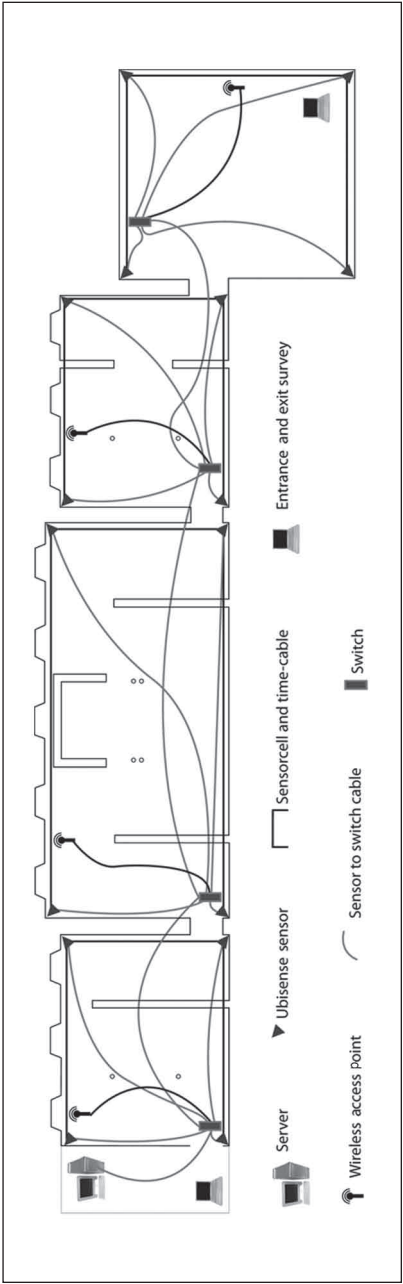 Server
Ubisense sensor
Sensorcell and time-cable
Entrance and exit survey
Wireless access Point
Sensor to switch cable
Switch